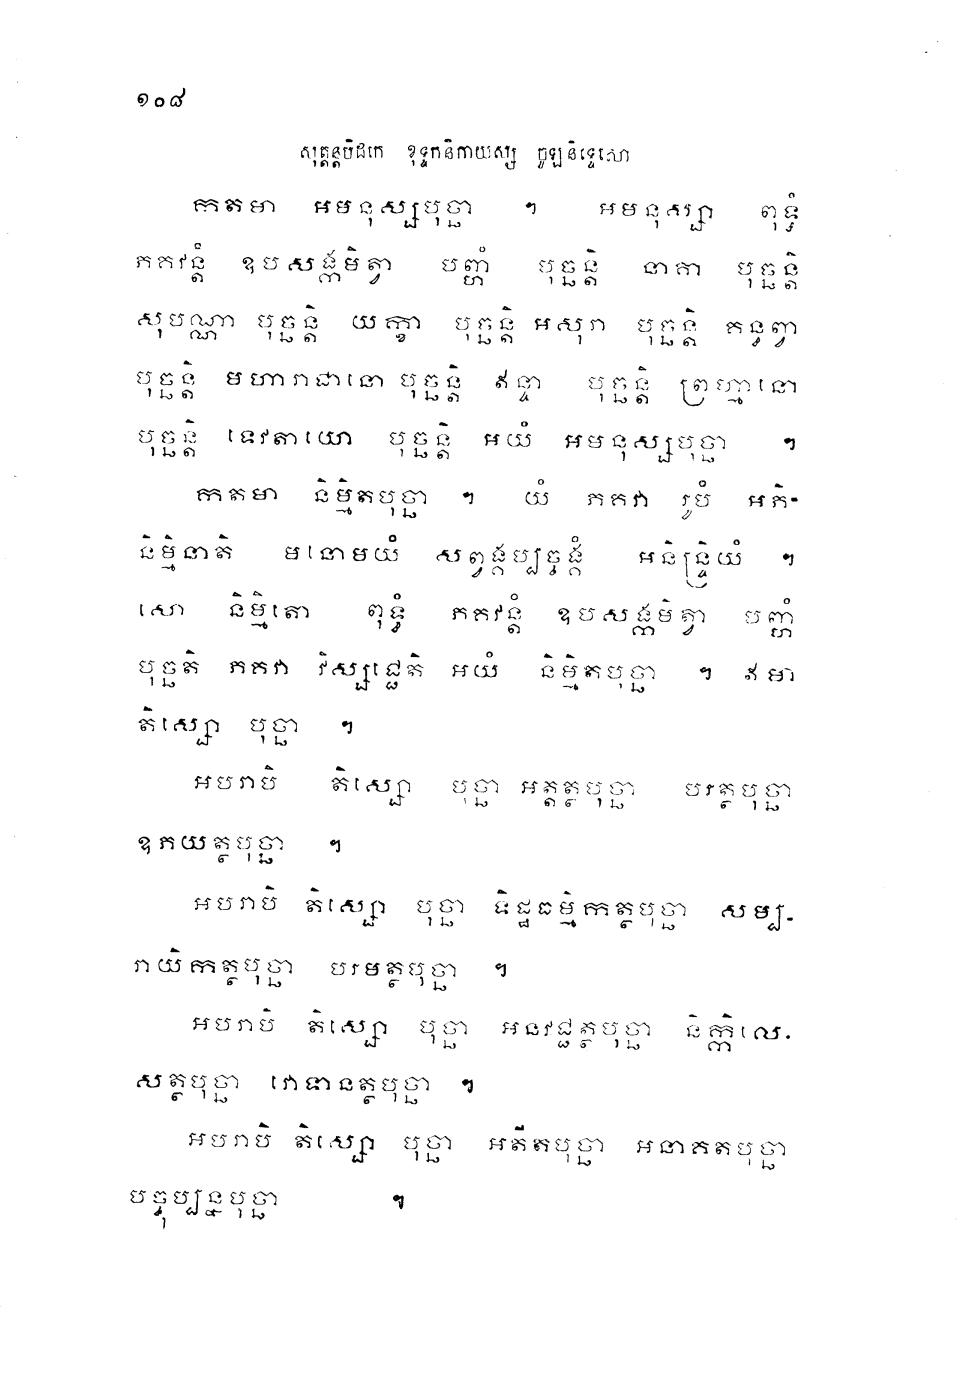 ១០៨
សុត្តន្តបិដកេ ខុទ្ទកនិកាយស្ស ចូឡនិទ្ទេសោ
កតមា អមនុស្សបុច្ឆា ។ អមនុស្សា ពុទ្ធំ
ភគវន្តំ ឧបសង្កមិត្វា បញ្ហំ បុច្ឆន្តិ នាគា បុច្ឆន្តិ
សុបណ្ណា បុច្ឆន្តិ យក្ខា បុច្ឆន្តិ អសុរា បុច្ឆន្តិ គន្ធព្វា
បុច្ឆន្តិ មហារាជានោ បុច្ឆន្តិ ឥន្ទា បុច្ឆន្តិ ព្រហ្មានោ
បុច្ឆន្តិ ទេវតាយោ បុច្ឆន្តិ អយំ អមនុស្សបុច្ឆា ។
កតមា និម្មិតបុច្ឆា ។ យំ ភគវា រូបំ អភិ-
និម្មិនាតិ មនោមយំ សព្វង្គប្បច្ចង្គំ អនិន្ទ្រិយំ ។
សោ និម្មិតោ ពុទ្ធំ ភគវន្តំ ឧបសង្កមិត្វា បញ្ហំ
បុច្ឆតិ ភគវា វិស្សជ្ជេតិ អយំ និម្មិតបុច្ឆា ។ ឥមា
តិស្សោ បុច្ឆា ។
អបរាបិ តិស្សោ បុច្ឆា អត្តត្ថបុច្ឆា បរត្ថបុច្ឆា
ឧភយត្ថបុច្ឆា ។
អបរាបិ តិស្សោ បុច្ឆា ទិដ្ឋធម្មិកត្ថបុច្ឆា សម្ប-
រាយិកត្ថបុច្ឆា បរមត្ថបុច្ឆា ។
អបរាបិ តិស្សោ បុច្ឆា អនវជ្ជត្ថបុច្ឆា និក្កិលេ-
សត្ថបុច្ឆា វោទានត្ថបុច្ឆា ។
អបរាបិ តិស្សោ បុច្ឆា អតីតបុច្ឆា អនាគតបុច្ឆា
បច្ចុប្បន្នបុច្ឆា ។